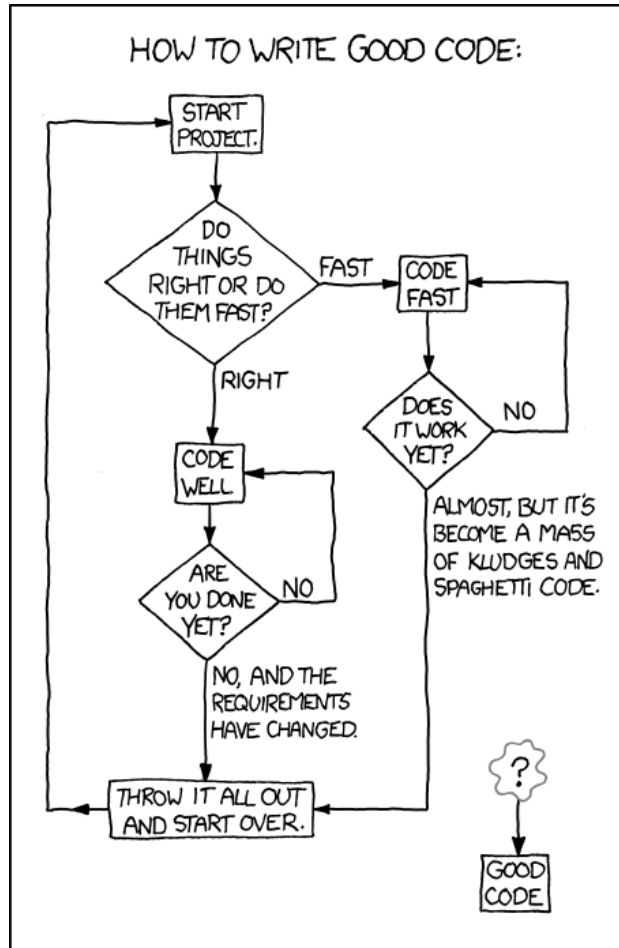 HOW TO WRITE GOOD CODE:
START
PROJECT.
DO
THINGS
RIGHT OR DO
THEM FAST?
FAST
CODE
FAST
RIGHT
DOES
IT WORK
YET?
NO
CODE
WELL
ALMOST, BUT IT'S
BECOME A MASS
OF KLUDGES AND
SPAGHETTI CODE.
ARE
YOU DONE
YET?
NO
NO, AND THE
REQUIREMENTS
HAVE CHANGED.
THROW IT ALL OUT
AND START OVER.
?
GOOD
CODE